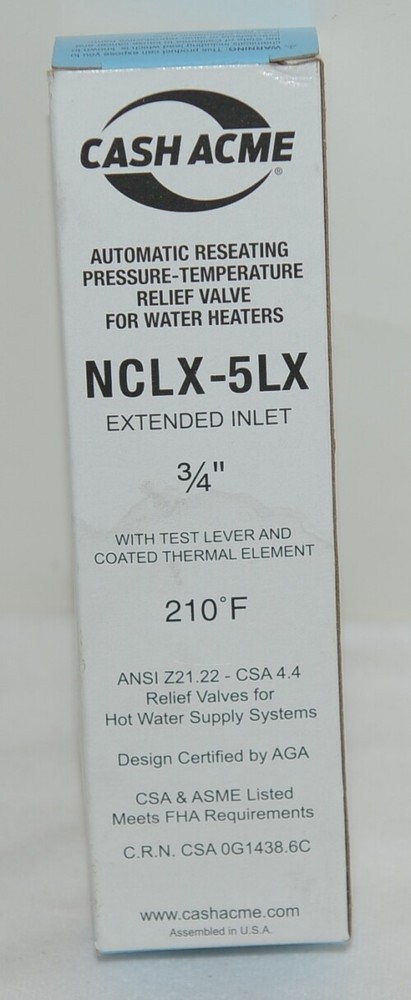 CASH ACME
®
AUTOMATIC RESEATING
PRESSURE-TEMPERATURE
RELIEF VALVE
FOR WATER HEATERS
NCLX-5LX
EXTENDED INLET
¾"
WITH TEST LEVER AND
COATED THERMAL ELEMENT
210°F
ANSI Z21.22 - CSA 4.4
Relief Valves for
Hot Water Supply Systems
Design Certified by AGA
CSA & ASME Listed
Meets FHA Requirements
C.R.N. CSA 0G1438.6C
www.cashacme.com
Assembled in U.S.A.